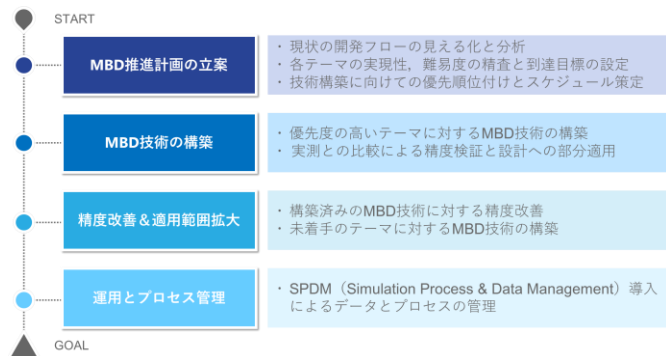 START
MBD推進計画の立案
・ 現状の開発フローの見える化と分析
・ 各テーマの実現性，難易度の精査と到達目標の設定
・ 技術構築に向けての優先順位付けとスケジュール策定
MBD技術の構築
・ 優先度の高いテーマに対するMBD技術の構築
・ 実測との比較による精度検証と設計への部分適用
精度改善＆適用範囲拡大
・ 構築済みのMBD技術に対する精度改善
・ 未着手のテーマに対するMBD技術の構築
運用とプロセス管理
・ SPDM（Simulation Process & Data Management）導入
によるデータとプロセスの管理
GOAL